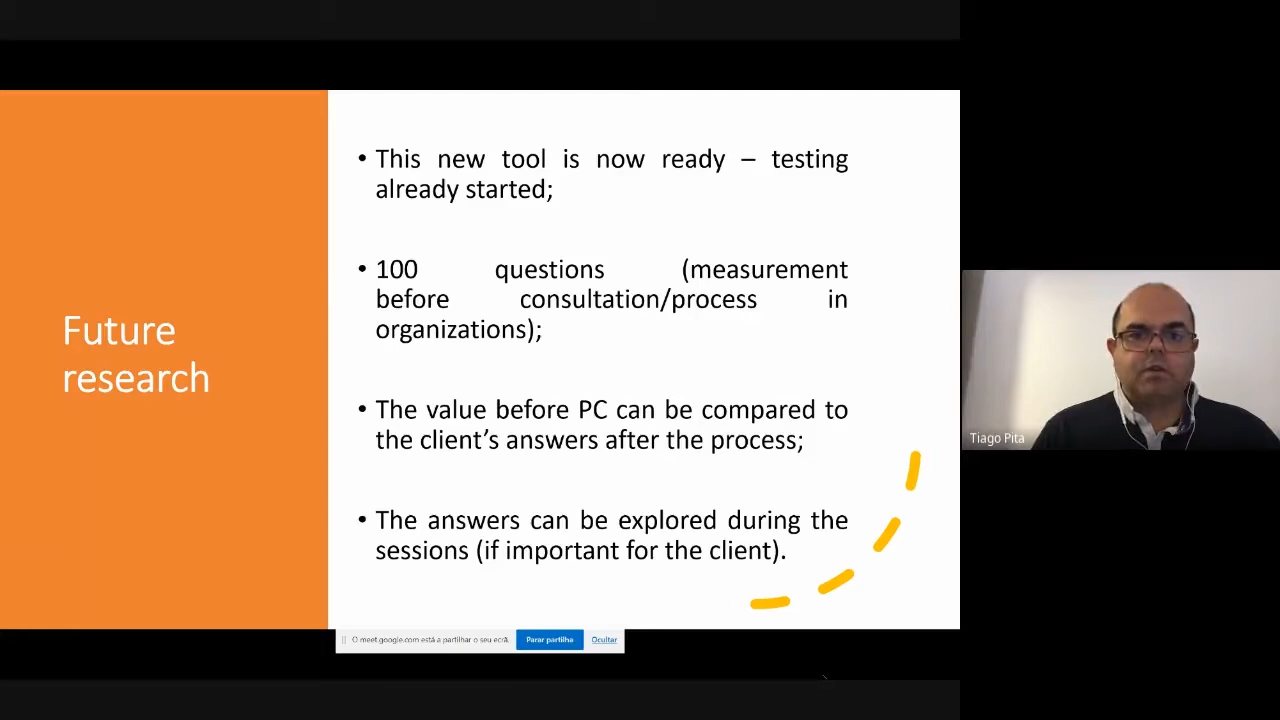 Future
research
• This new tool is now ready – testing
already started;
• 100 questions (measurement
before consultation/process in
organizations);
• The value before PC can be compared to
the client’s answers after the process;
• The answers can be explored during the
sessions (if important for the client).
Tiago Pita
O meet.google.com está a partilhar o seu ecrã. Parar partilha Ocultar